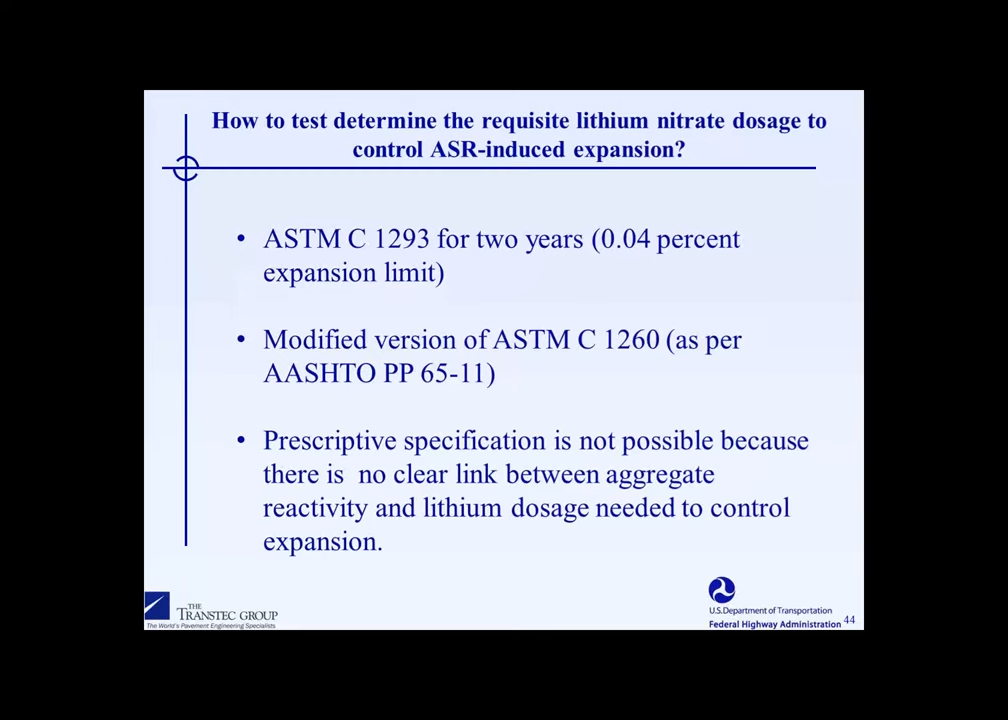 How to test determine the requisite lithium nitrate dosage to
control ASR-induced expansion?
• ASTM C 1293 for two years (0.04 percent
expansion limit)
• Modified version of ASTM C 1260 (as per
AASHTO PP 65-11)
• Prescriptive specification is not possible because
there is no clear link between aggregate
reactivity and lithium dosage needed to control
expansion.
THE
TRANSTEC GROUP
The World's Pavement Engineering Specialists
U.S.Department of Transportation
Federal Highway Administration
44